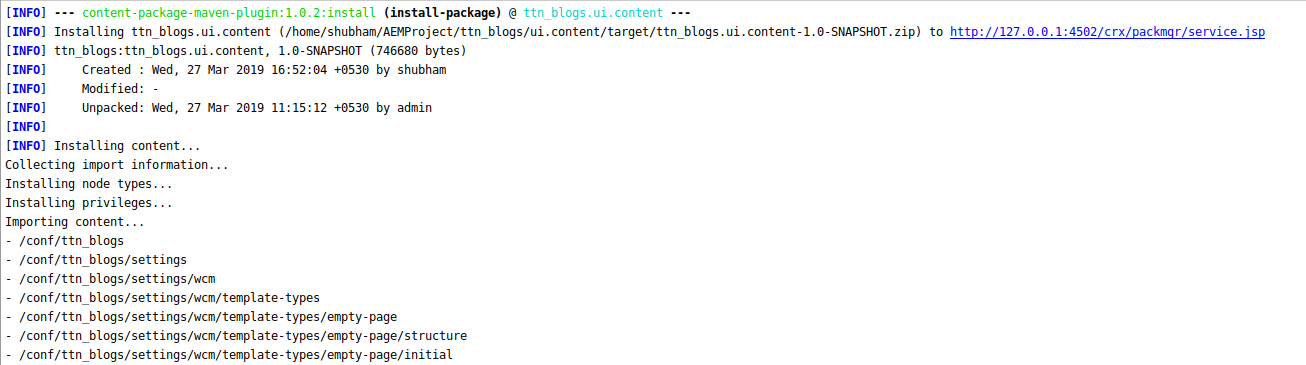 [INFO] --- content-package-maven-plugin:1.0.2:install (install-package) @ ttn_blogs.ui.content ---
[INFO] Installing ttn_blogs.ui.content (/home/shubham/AEMProject/ttn_blogs/ui.content/target/ttn_blogs.ui.content-1.0-SNAPSHOT.zip) to http://127.0.0.1:4502/crx/packmgr/service.jsp
[INFO] ttn_blogs:ttn_blogs.ui.content, 1.0-SNAPSHOT (746680 bytes)
[INFO]     Created : Wed, 27 Mar 2019 16:52:04 +0530 by shubham
[INFO]     Modified: -
[INFO]     Unpacked: Wed, 27 Mar 2019 11:15:12 +0530 by admin
[INFO]
[INFO] Installing content...
Collecting import information...
Installing node types...
Installing privileges...
Importing content...
- /conf/ttn_blogs
- /conf/ttn_blogs/settings
- /conf/ttn_blogs/settings/wcm
- /conf/ttn_blogs/settings/wcm/template-types
- /conf/ttn_blogs/settings/wcm/template-types/empty-page
- /conf/ttn_blogs/settings/wcm/template-types/empty-page/structure
- /conf/ttn_blogs/settings/wcm/template-types/empty-page/initial